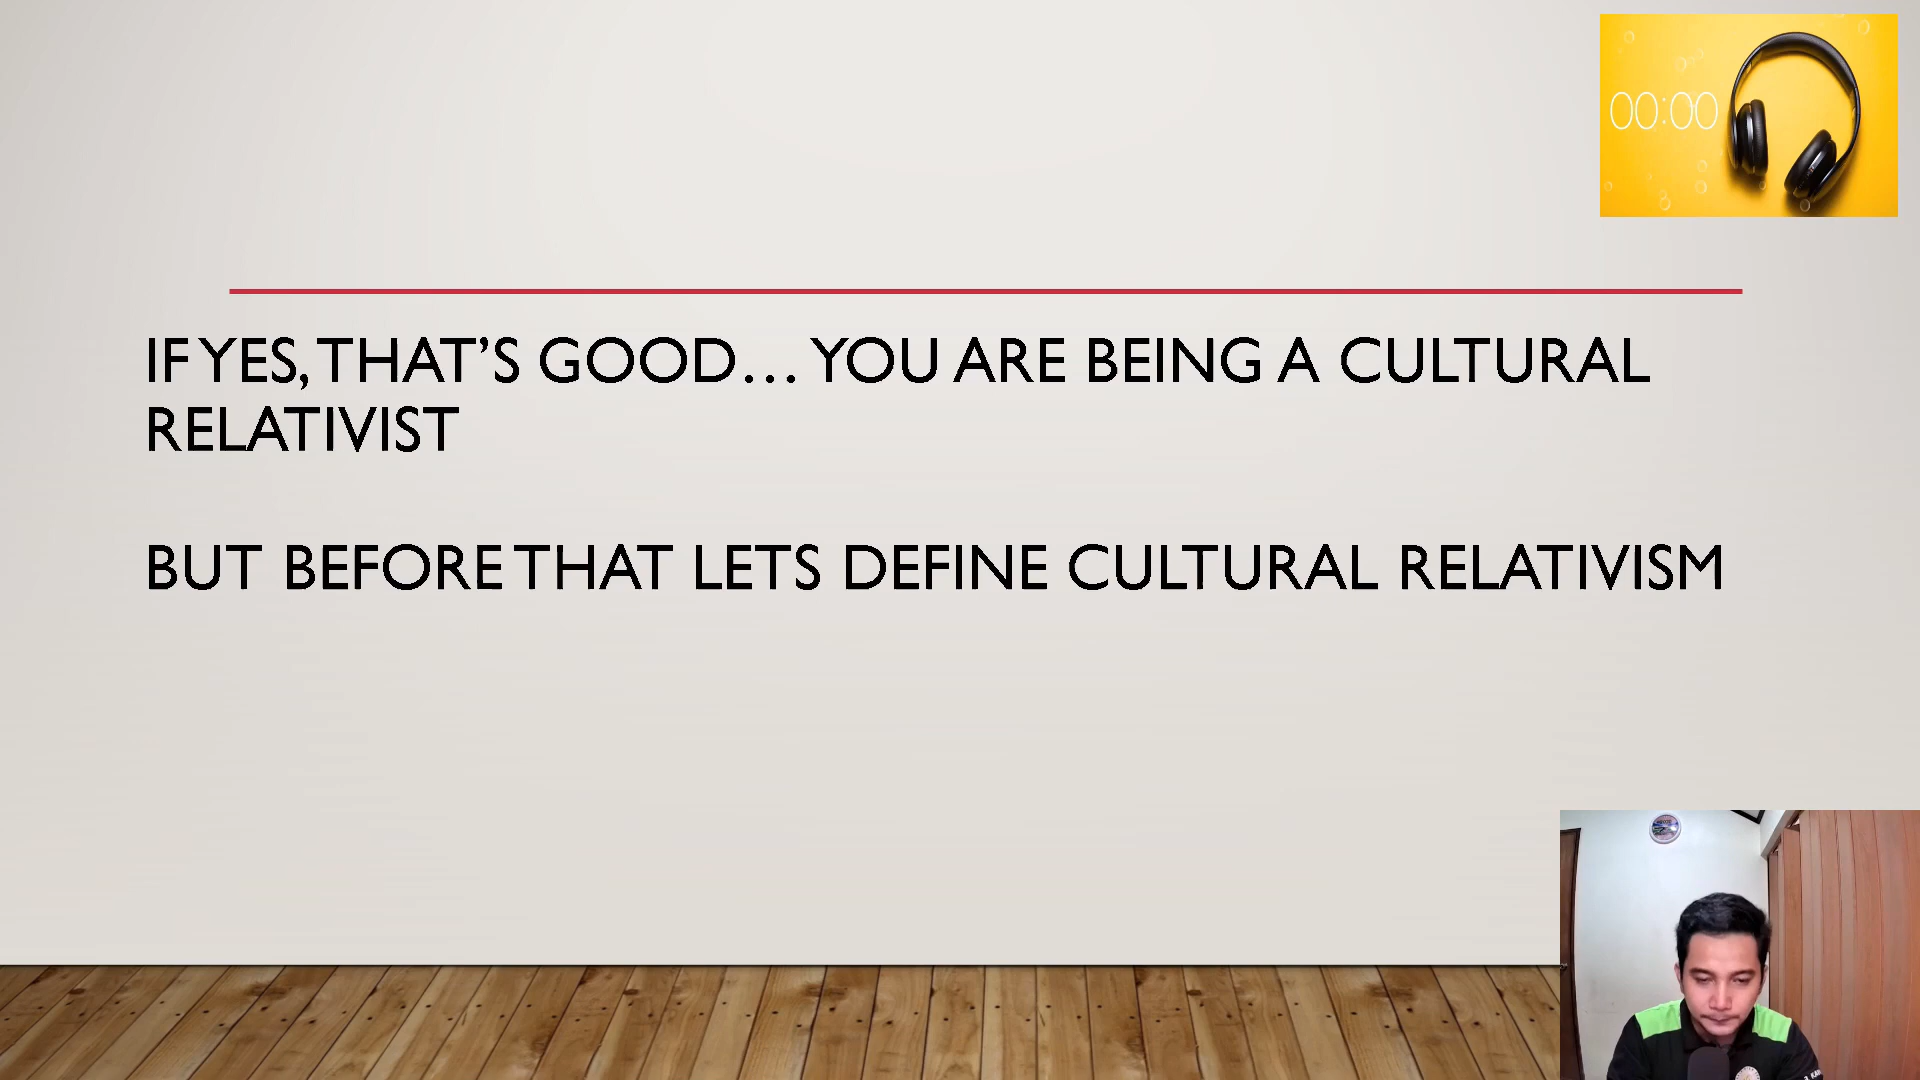 00:00
IF YES, THAT’S GOOD… YOU ARE BEING A CULTURAL
RELATIVIST
BUT BEFORE THAT LETS DEFINE CULTURAL RELATIVISM